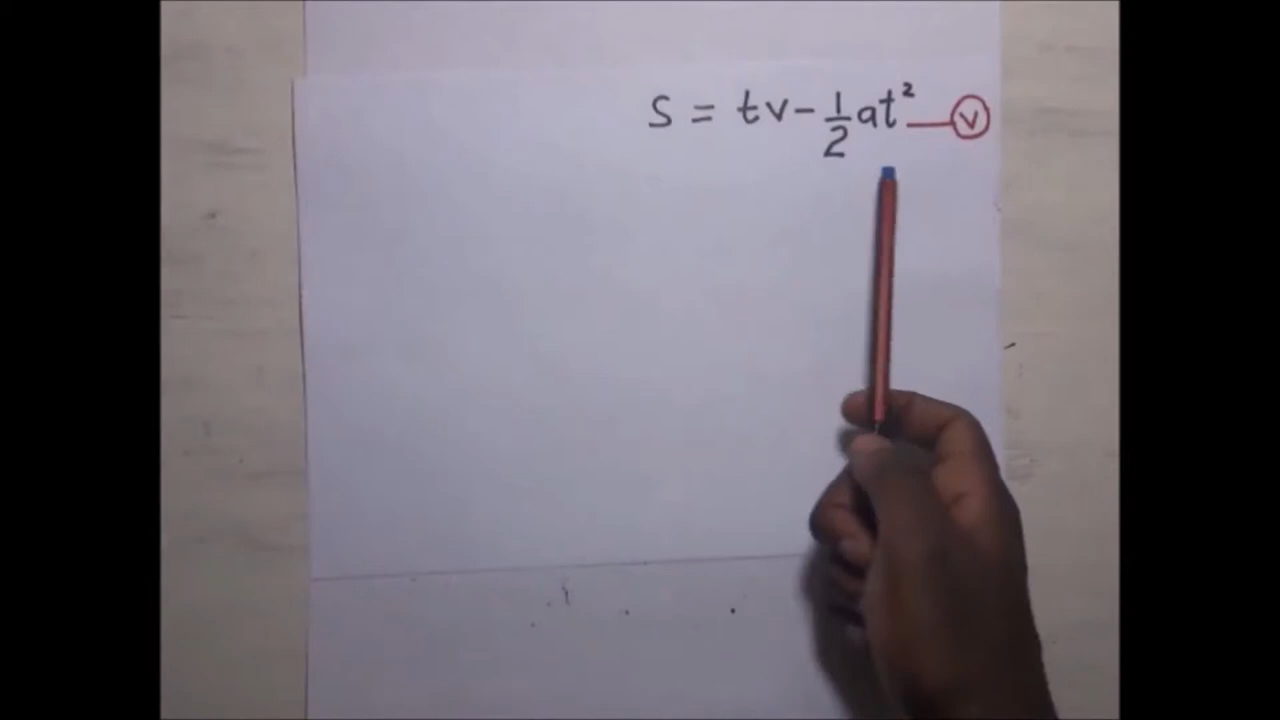 S = tv - 1/2 at² — Ⓥ